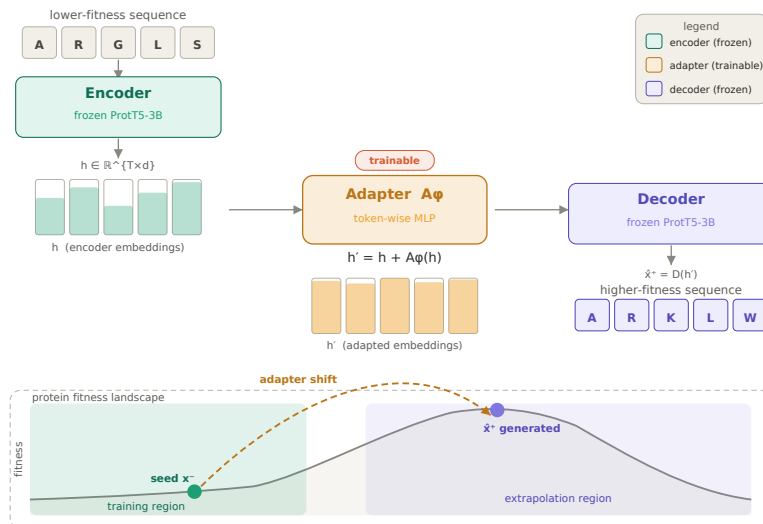 lower-fitness sequence
A R G L S
Encoder
frozen ProtT5-3B
h ∈ ℝ^{T×d}
h (encoder embeddings)
trainable
Adapter Aφ
token-wise MLP
h′ = h + Aφ(h)
h′ (adapted embeddings)
legend
encoder (frozen)
adapter (trainable)
decoder (frozen)
Decoder
frozen ProtT5-3B
x̂⁺ = D(h′)
higher-fitness sequence
A R K L W
adapter shift
protein fitness landscape
fitness
seed x⁻
training region
x̂⁺ generated
extrapolation region